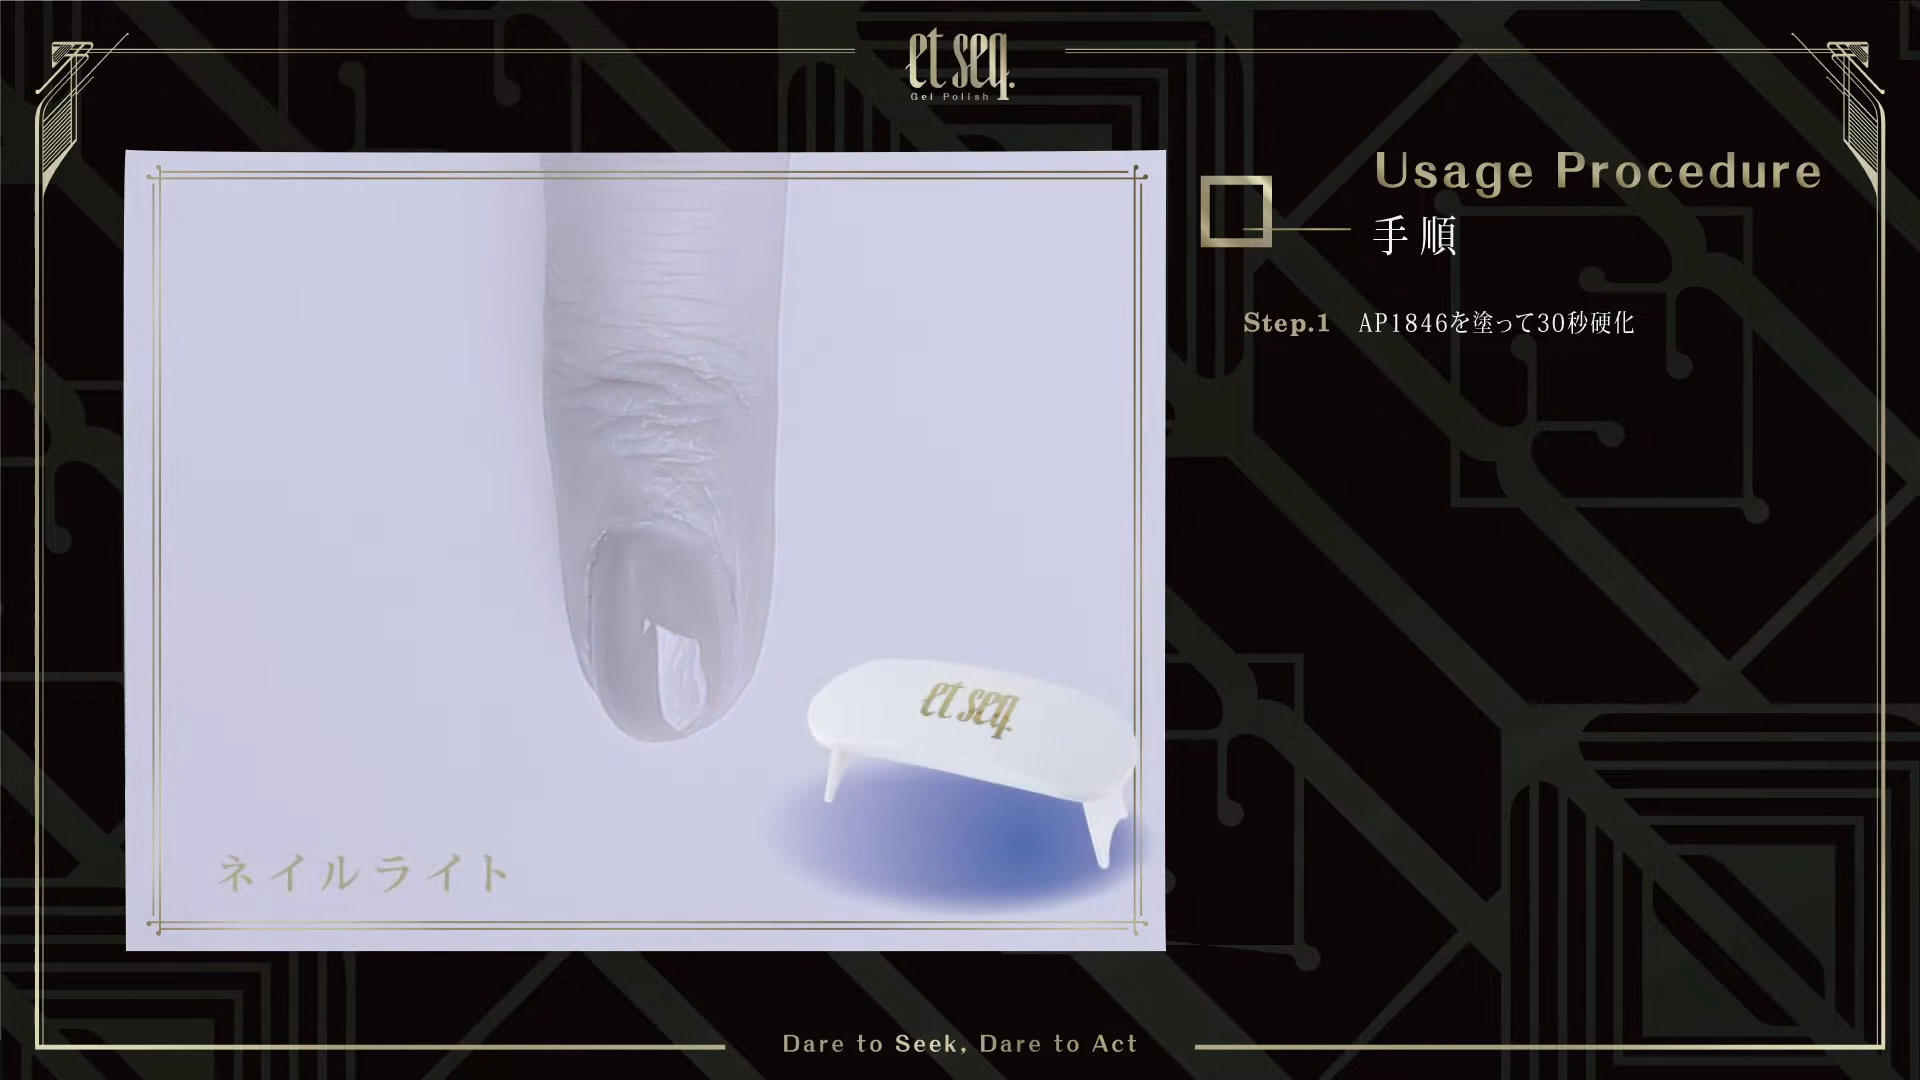 et seq.
Gel Polish
Usage Procedure
手順
Step.1 AP1846を塗って30秒硬化
et seq.
ネイルライト
Dare to Seek, Dare to Act